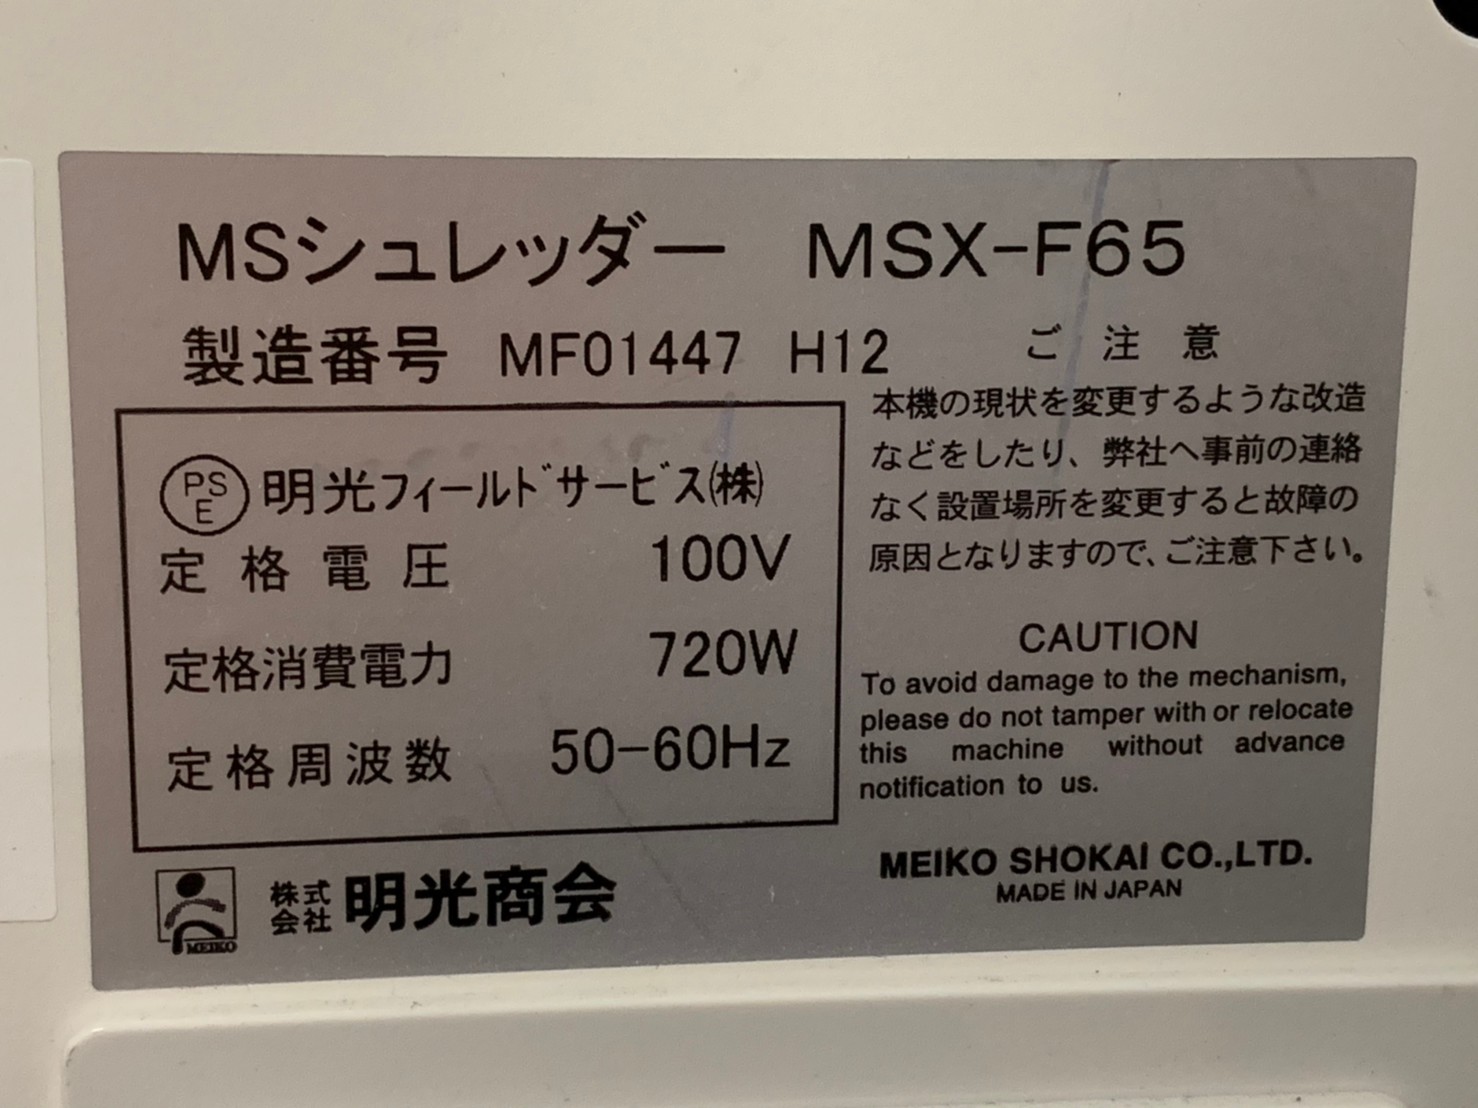 MSシュレッダー MSX-F65
製造番号 MF01447 H12
PS
E
明光フィールドサービス(株)
定格電圧 100V
定格消費電力 720W
定格周波数 50-60Hz
ご注意
本機の現状を変更するような改造
などをしたり、弊社へ事前の連絡
なく設置場所を変更すると故障の
原因となりますので、ご注意下さい。
CAUTION
To avoid damage to the mechanism,
please do not tamper with or relocate
this machine without advance
notification to us.
MEIKO
株式
会社
明光商会
MEIKO SHOKAI CO.,LTD.
MADE IN JAPAN